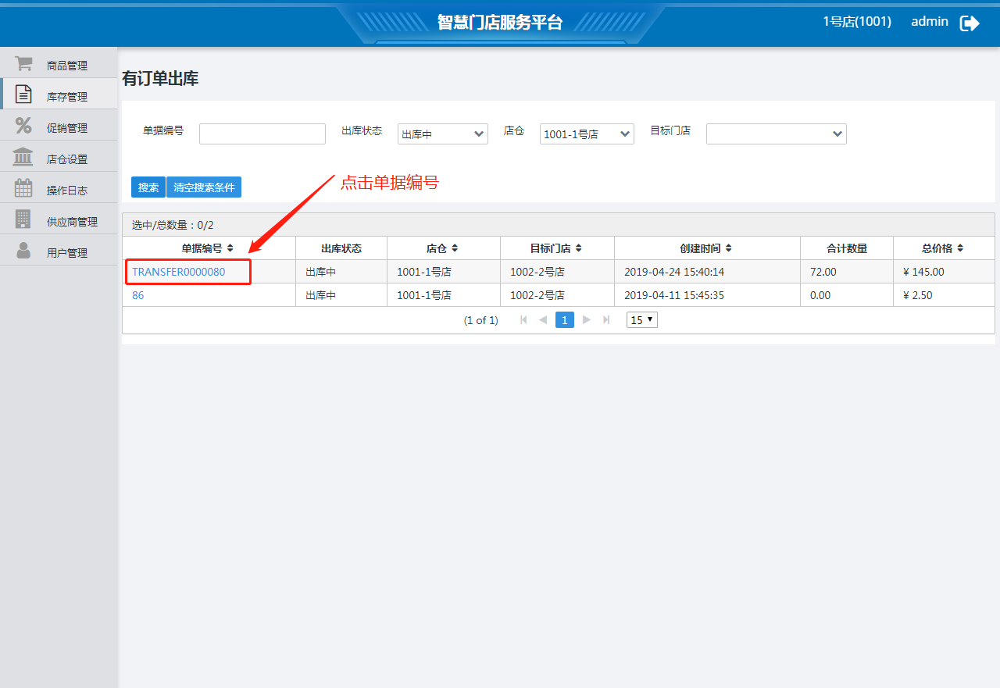 智慧门店服务平台
1号店(1001) admin
商品管理
库存管理
促销管理
店仓设置
操作日志
供应商管理
用户管理
有订单出库
单据编号 出库状态 出库中 店仓 1001-1号店 目标门店
搜索 清空搜索条件
点击单据编号
选中/总数量：0/2
单据编号 出库状态 店仓 目标门店 创建时间 合计数量 总价格
TRANSFER0000080 出库中 1001-1号店 1002-2号店 2019-04-24 15:40:14 72.00 ¥ 145.00
86 出库中 1001-1号店 1002-2号店 2019-04-11 15:45:35 0.00 ¥ 2.50
(1 of 1) 1 15